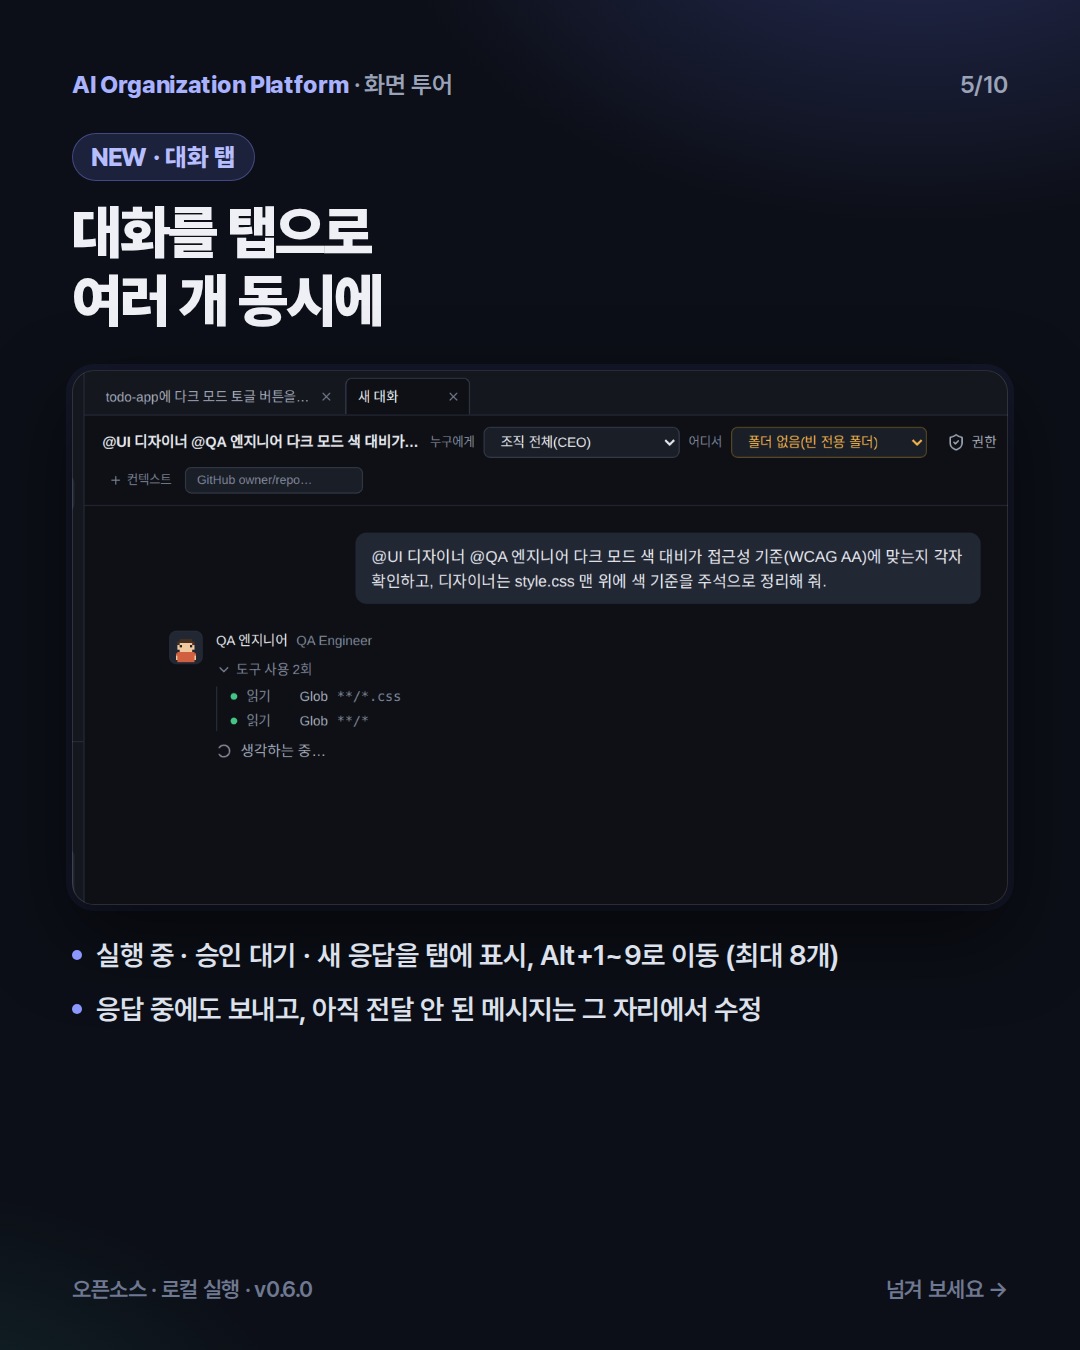 AI Organization Platform · 화면 투어
5/10
NEW · 대화 탭
대화를 탭으로
여러 개 동시에
todo-app에 다크 모드 토글 버튼을… ×
새 대화 ×
@UI 디자이너 @QA 엔지니어 다크 모드 색 대비가… 누구에게 조직 전체(CEO) 어디서 폴더 없음(빈 전용 폴더) 권한
+ 컨텍스트 GitHub owner/repo…
@UI 디자이너 @QA 엔지니어 다크 모드 색 대비가 접근성 기준(WCAG AA)에 맞는지 각자
확인하고, 디자이너는 style.css 맨 위에 색 기준을 주석으로 정리해 줘.
QA 엔지니어 QA Engineer
도구 사용 2회
읽기 Glob **/*.css
읽기 Glob **/*
생각하는 중…
• 실행 중 · 승인 대기 · 새 응답을 탭에 표시, Alt+1~9로 이동 (최대 8개)
• 응답 중에도 보내고, 아직 전달 안 된 메시지는 그 자리에서 수정
오픈소스 · 로컬 실행 · v0.6.0
넘겨 보세요 →